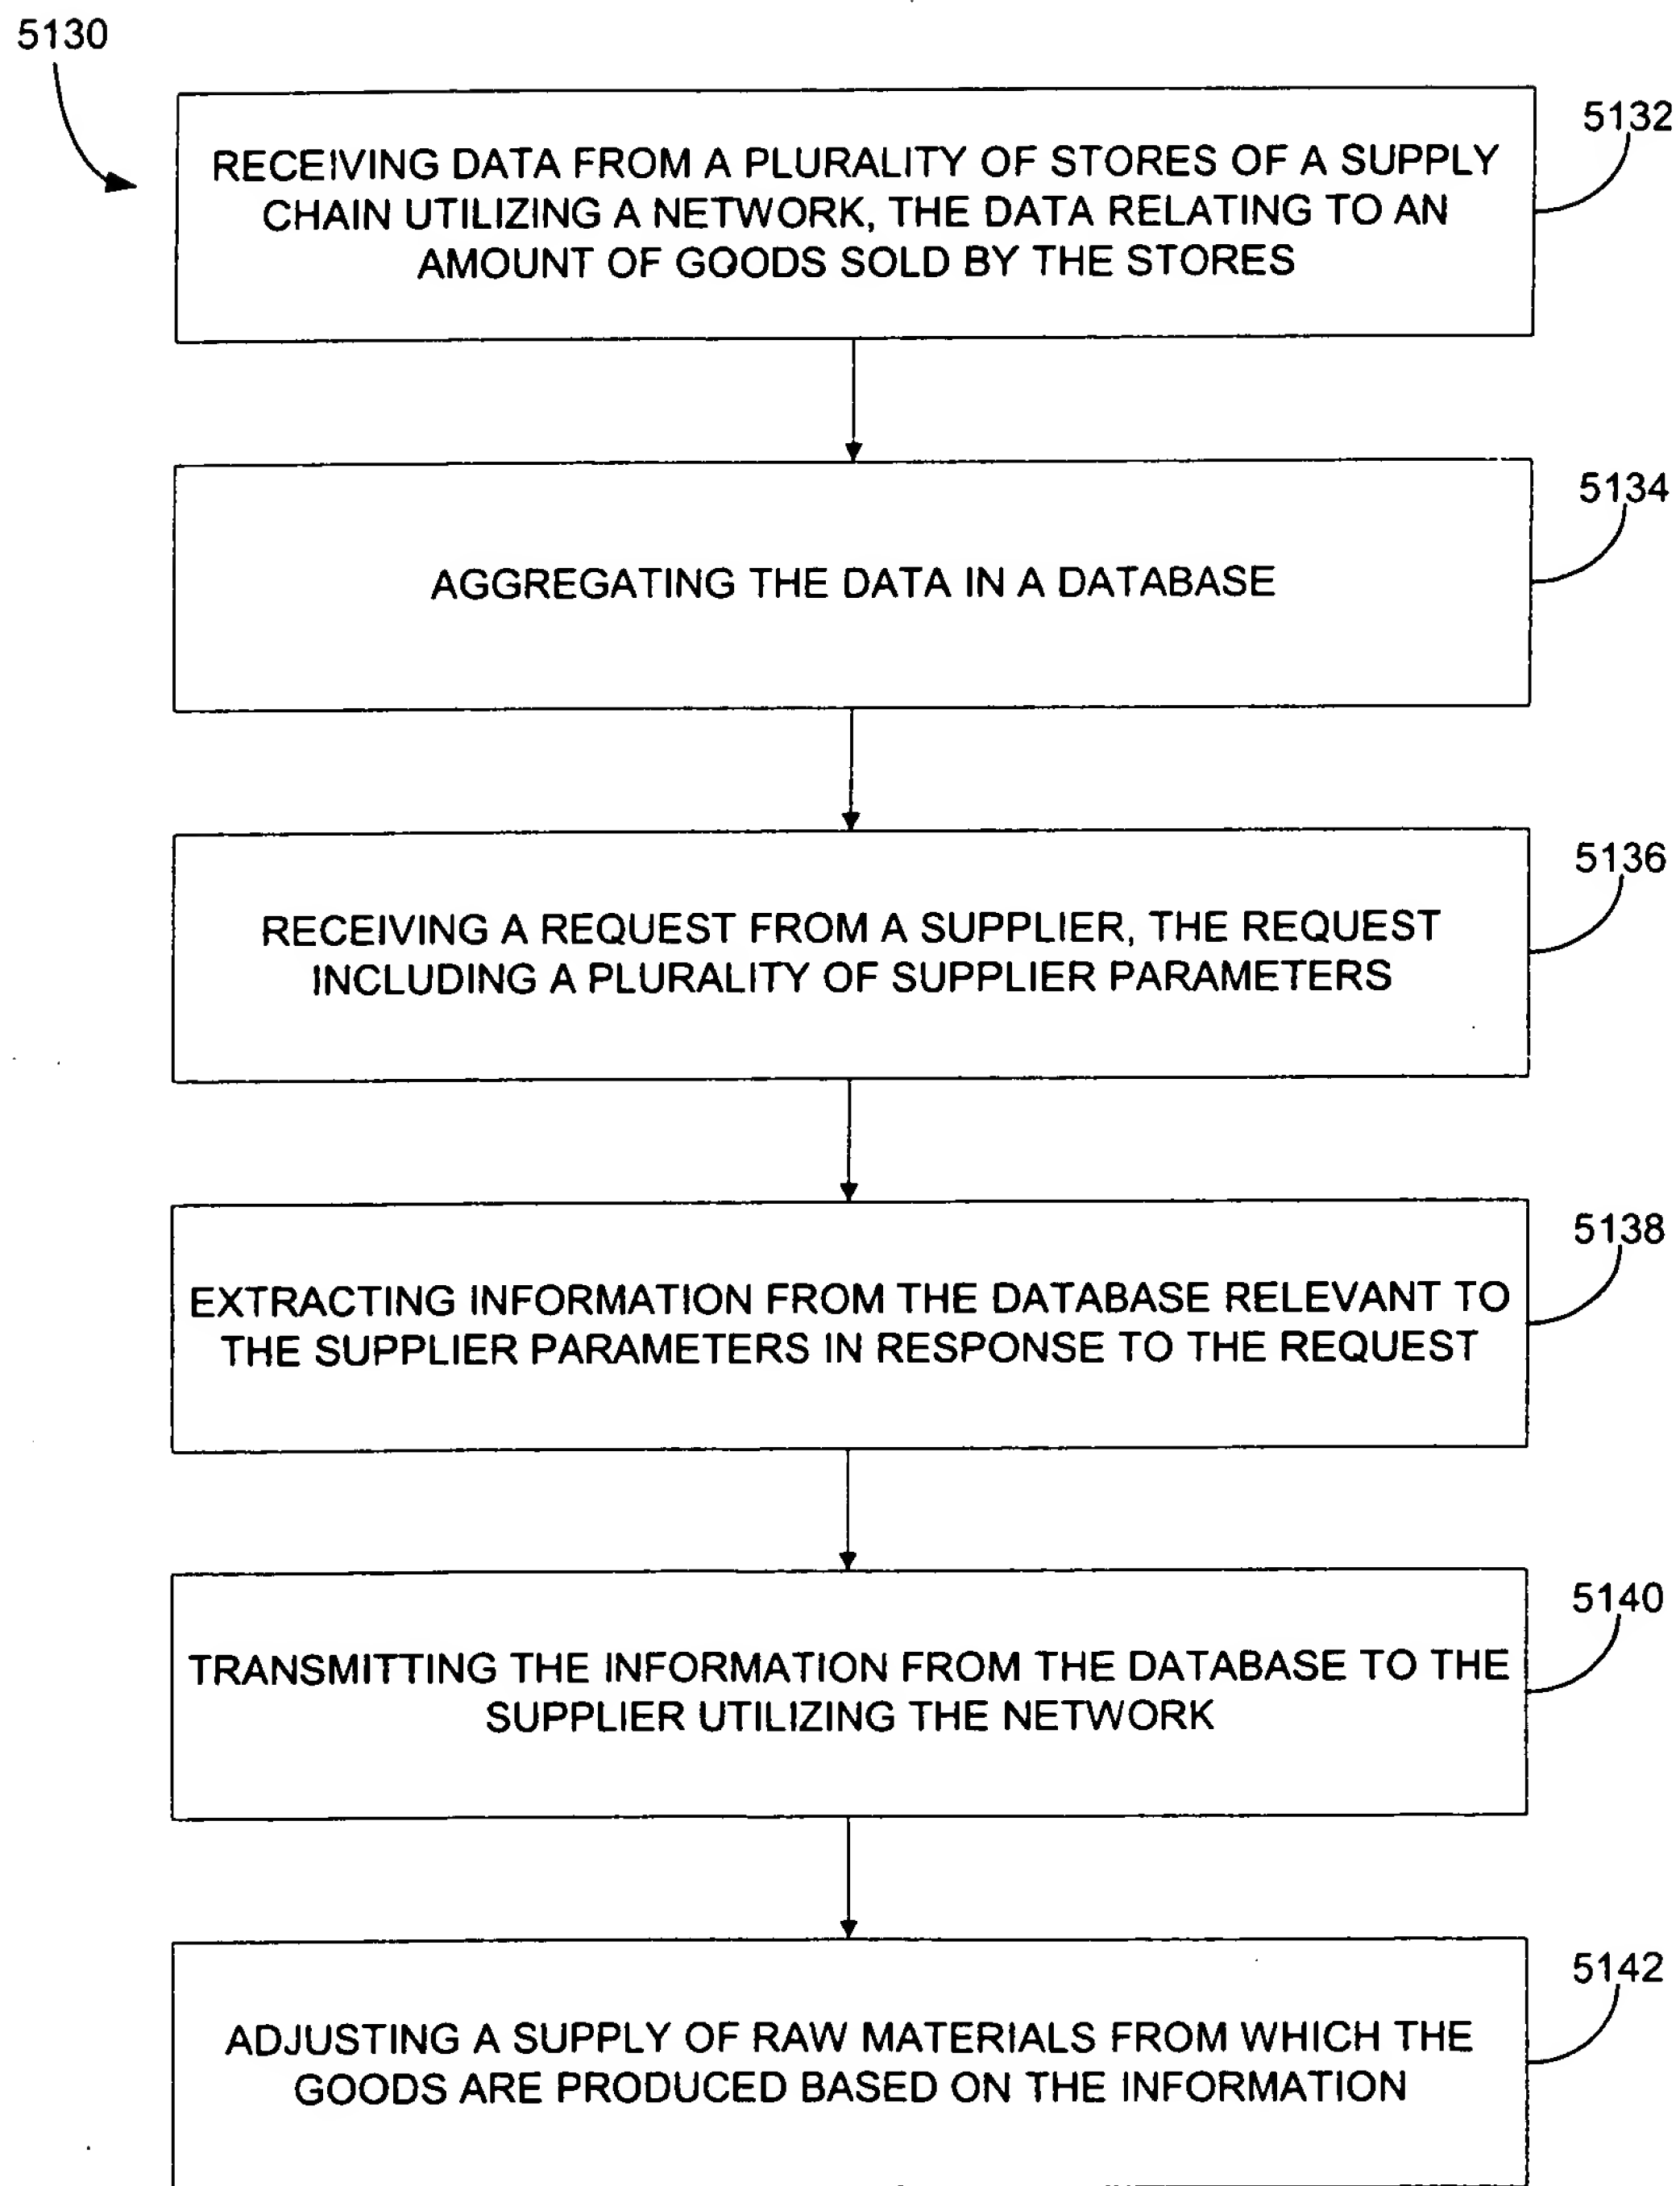 5130
5132
RECEIVING DATA FROM A PLURALITY OF STORES OF A SUPPLY
CHAIN UTILIZING A NETWORK, THE DATA RELATING TO AN
AMOUNT OF GOODS SOLD BY THE STORES
5134
AGGREGATING THE DATA IN A DATABASE
5136
RECEIVING A REQUEST FROM A SUPPLIER, THE REQUEST
INCLUDING A PLURALITY OF SUPPLIER PARAMETERS
5138
EXTRACTING INFORMATION FROM THE DATABASE RELEVANT TO
THE SUPPLIER PARAMETERS IN RESPONSE TO THE REQUEST
5140
TRANSMITTING THE INFORMATION FROM THE DATABASE TO THE
SUPPLIER UTILIZING THE NETWORK
5142
ADJUSTING A SUPPLY OF RAW MATERIALS FROM WHICH THE
GOODS ARE PRODUCED BASED ON THE INFORMATION